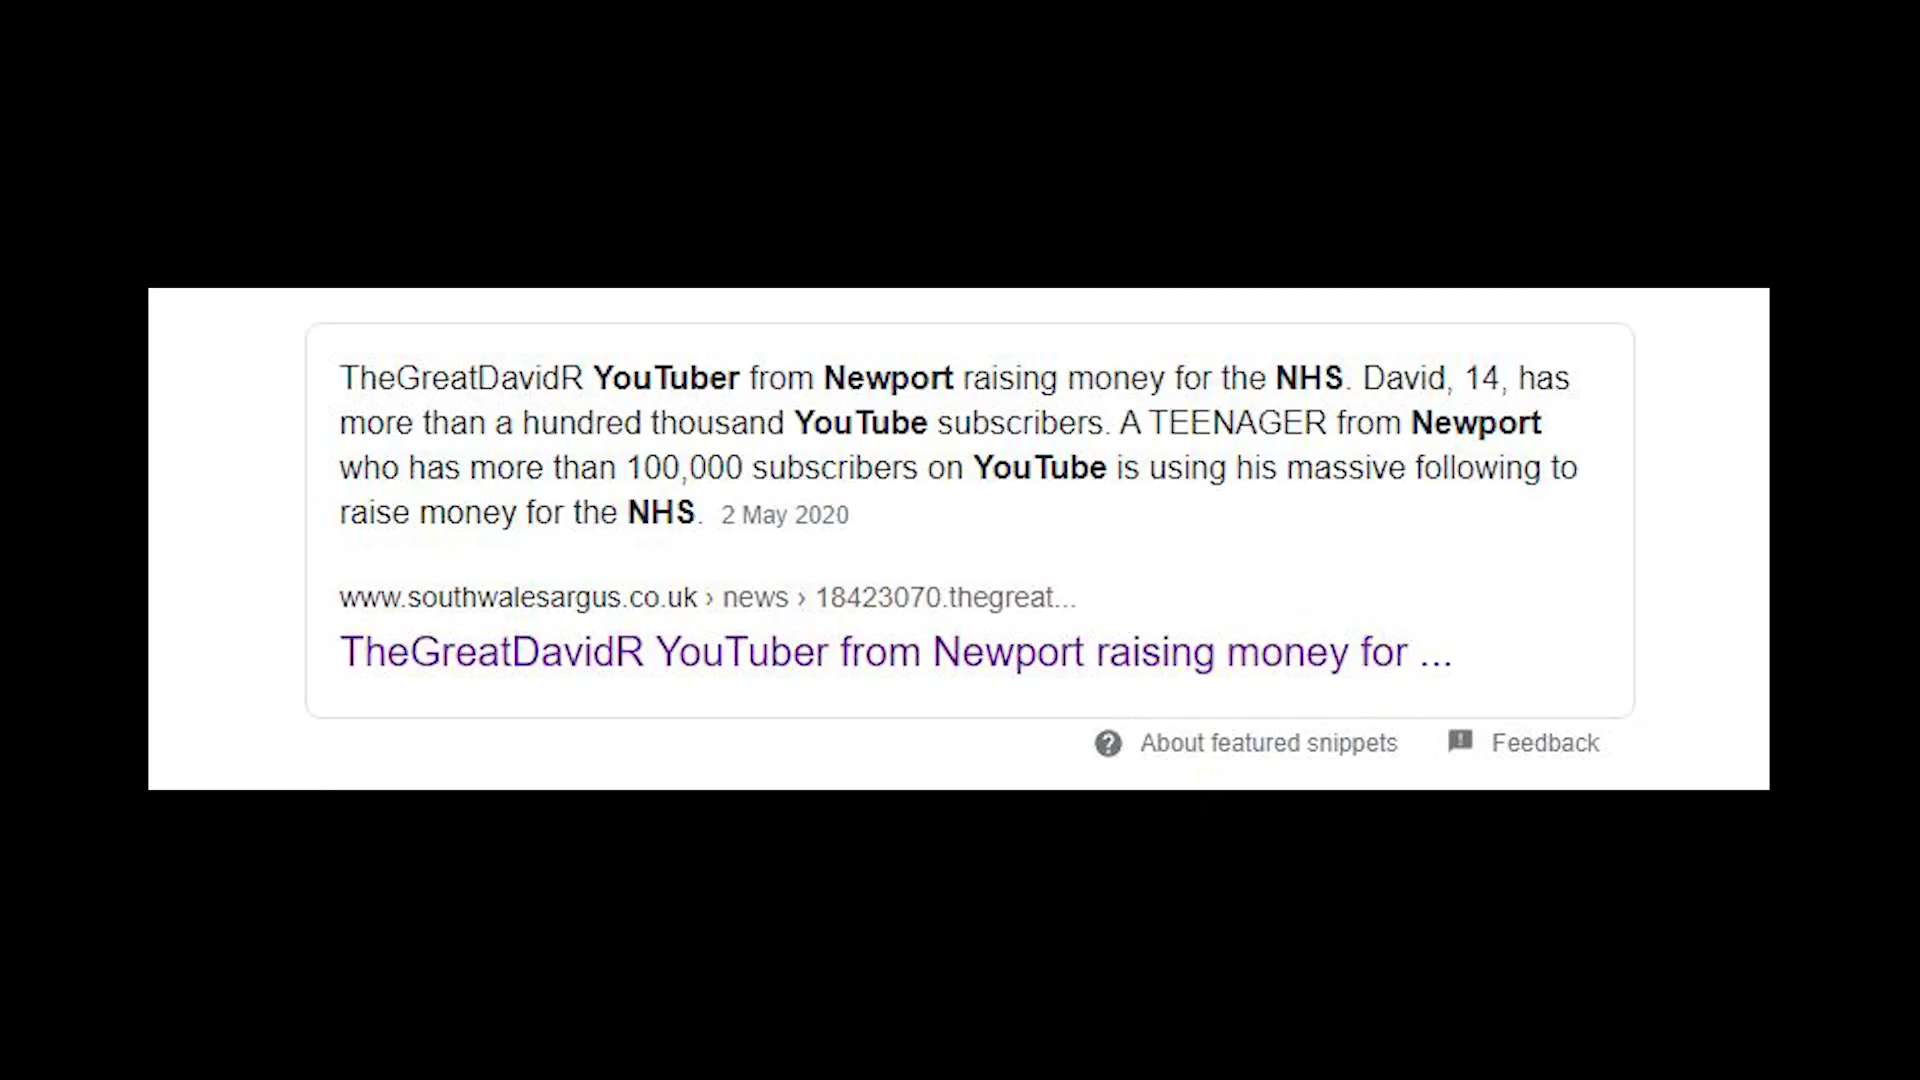 TheGreatDavidR YouTuber from Newport raising money for the NHS. David, 14, has
more than a hundred thousand YouTube subscribers. A TEENAGER from Newport
who has more than 100,000 subscribers on YouTube is using his massive following to
raise money for the NHS. 2 May 2020
www.southwalesargus.co.uk › news › 18423070.thegreat...
TheGreatDavidR YouTuber from Newport raising money for ...
About featured snippets Feedback